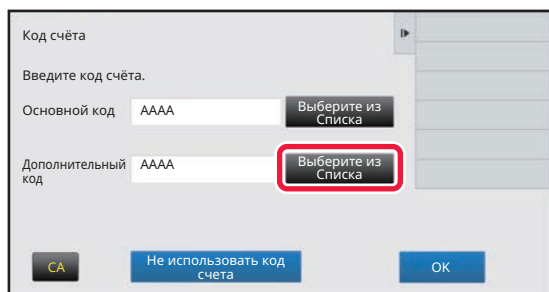 Код счёта
Введите код счёта.
Основной код
AAAA
Выберите из
Списка
Дополнительный
код
AAAA
Выберите из
Списка
CA
Не использовать код
счета
OK